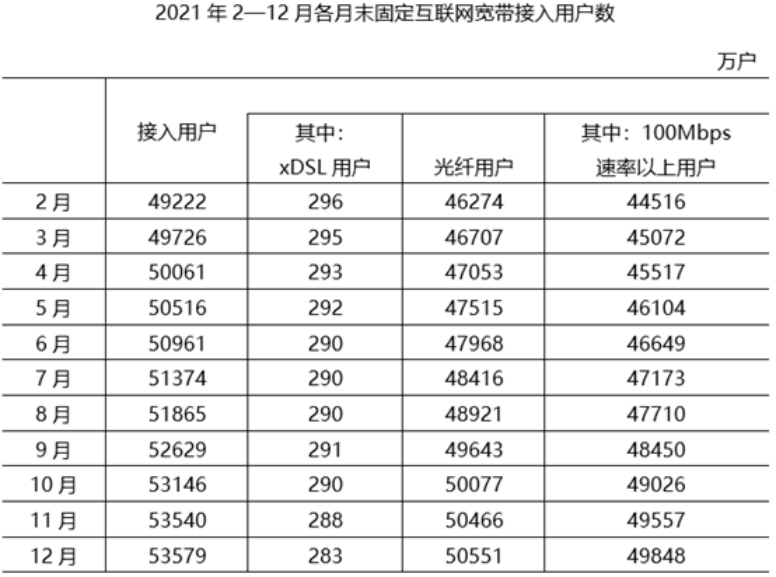 2021 年 2—12 月各月末固定互联网宽带接入用户数
万户
接入用户 其中： 其中：100Mbps
xDSL 用户 光纤用户 速率以上用户
2 月 49222 296 46274 44516
3 月 49726 295 46707 45072
4 月 50061 293 47053 45517
5 月 50516 292 47515 46104
6 月 50961 290 47968 46649
7 月 51374 290 48416 47173
8 月 51865 290 48921 47710
9 月 52629 291 49643 48450
10 月 53146 290 50077 49026
11 月 53540 288 50466 49557
12 月 53579 283 50551 49848